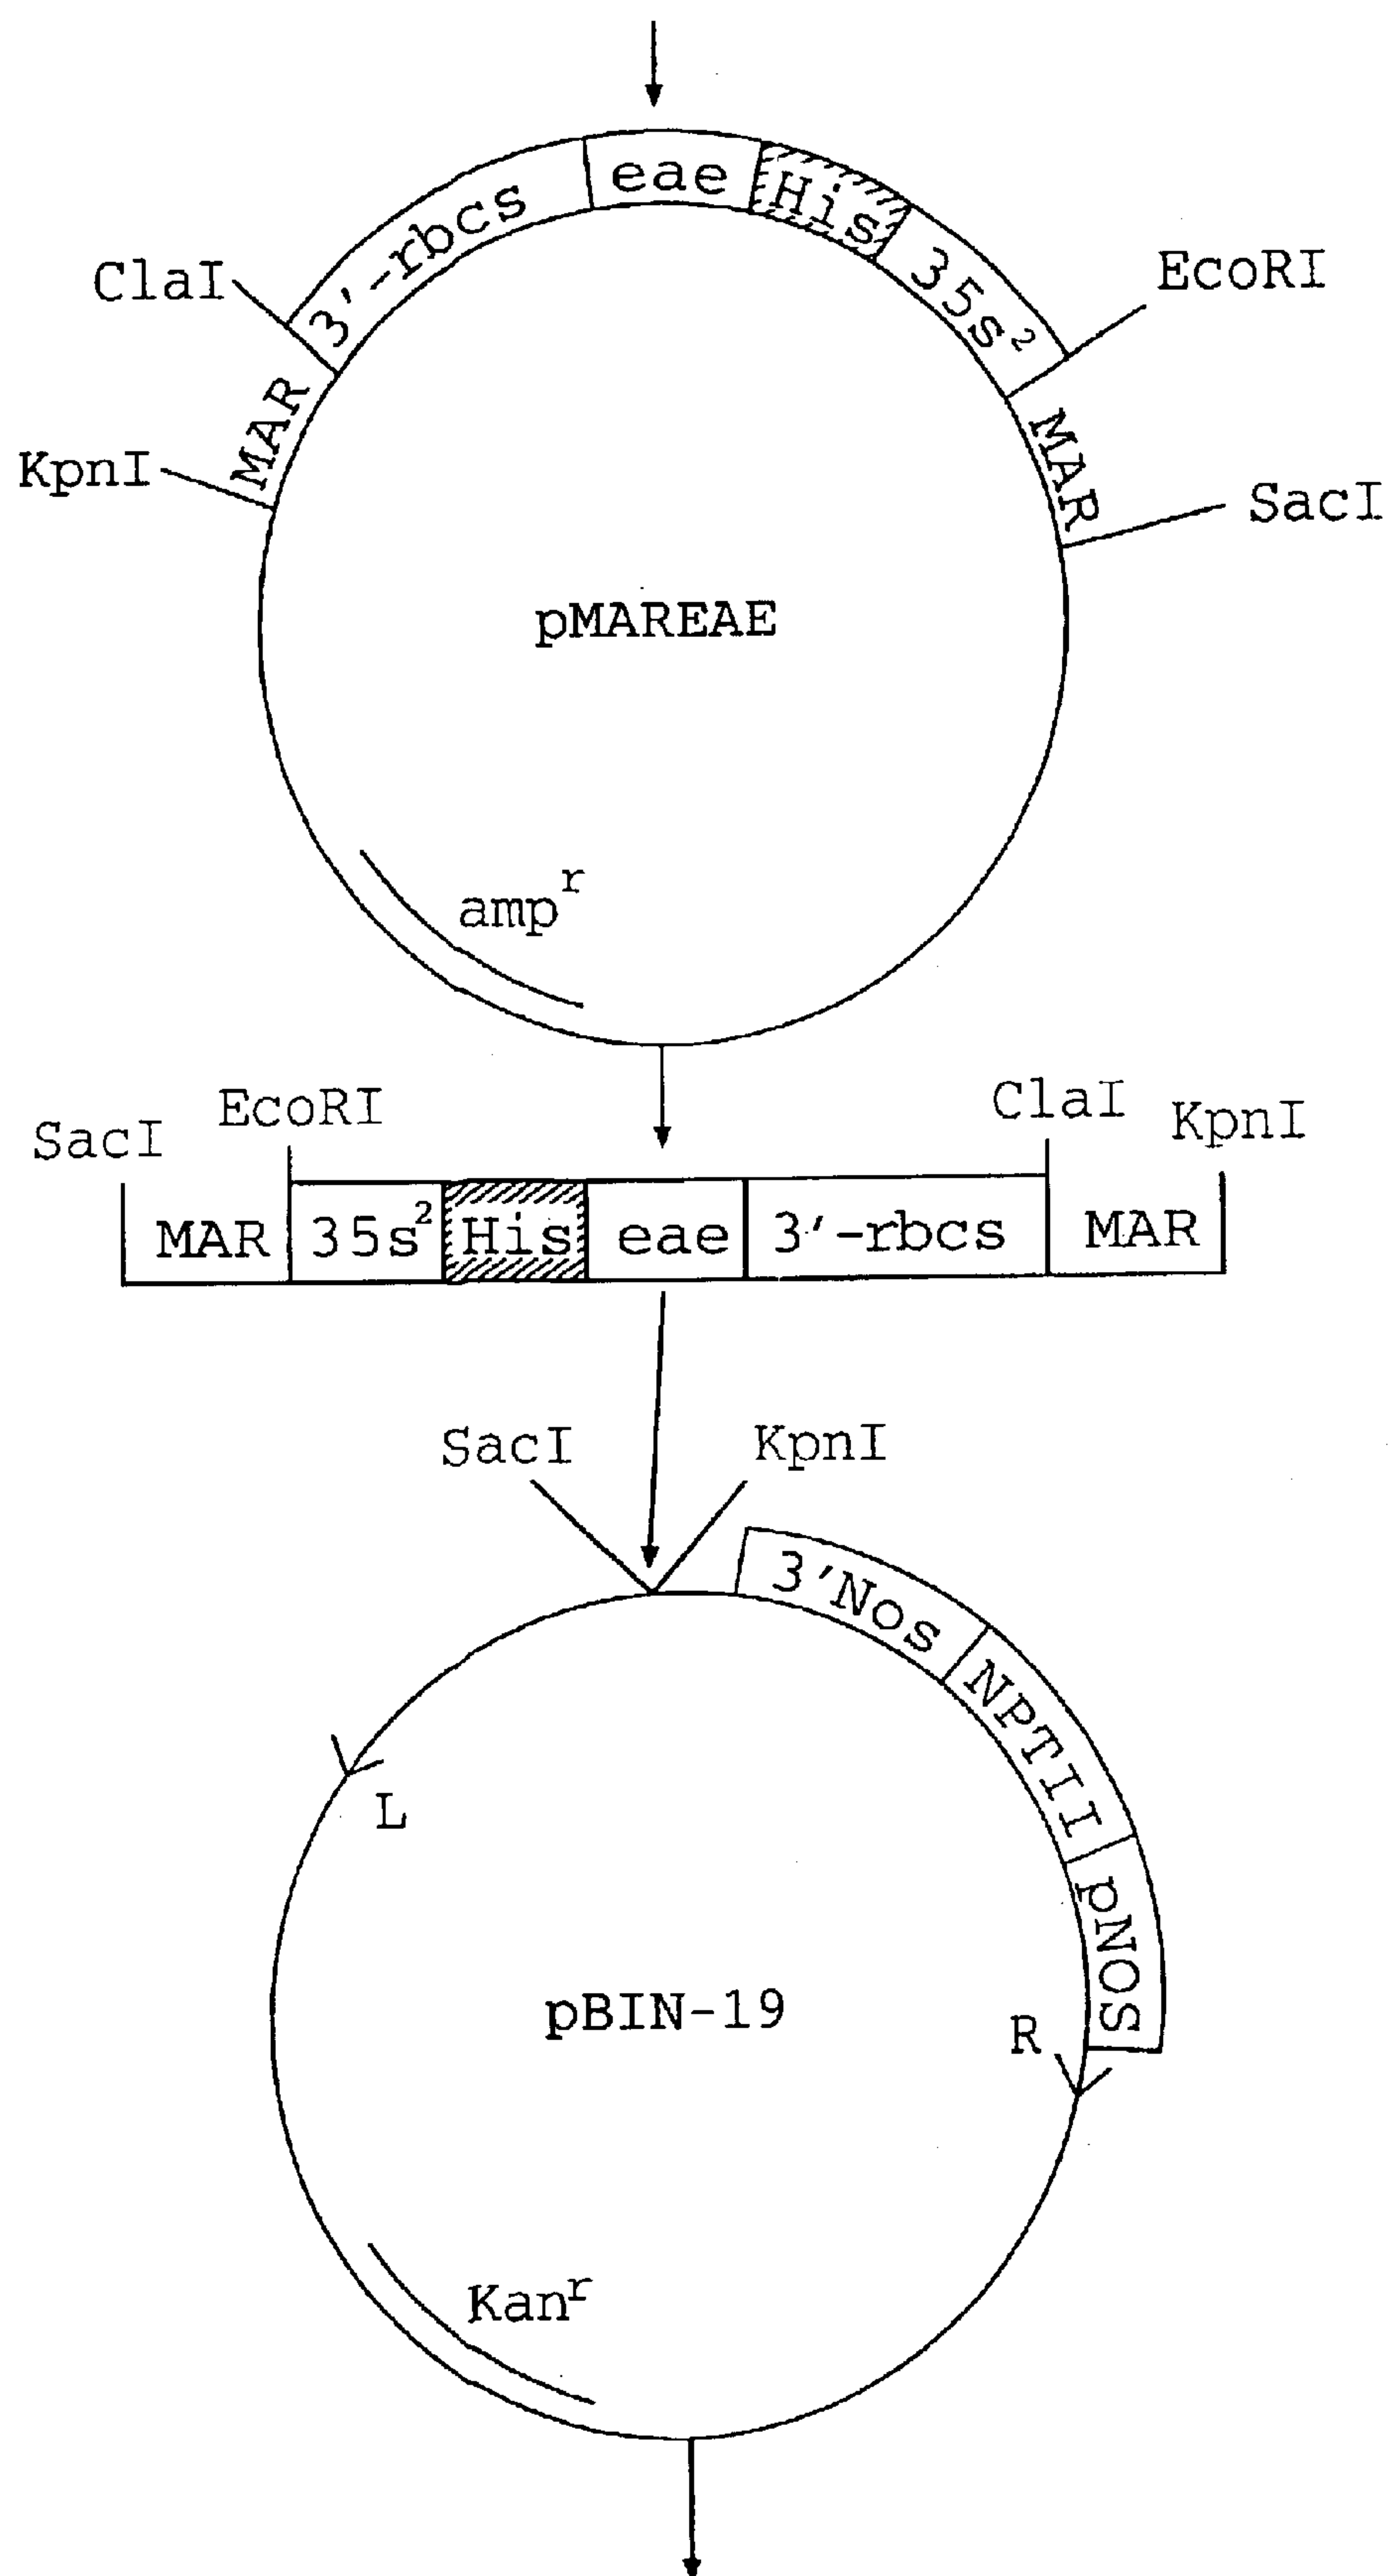 eae
His
3'-rbcs
35s²
ClaI
EcoRI
MAR
MAR
KpnI
SacI
pMAREAE
amp^r
EcoRI
ClaI
SacI
KpnI
MAR
35s²
His
eae
3'-rbcs
MAR
SacI
KpnI
3'Nos
NPTII
pNOS
L
pBIN-19
R
Kan^r